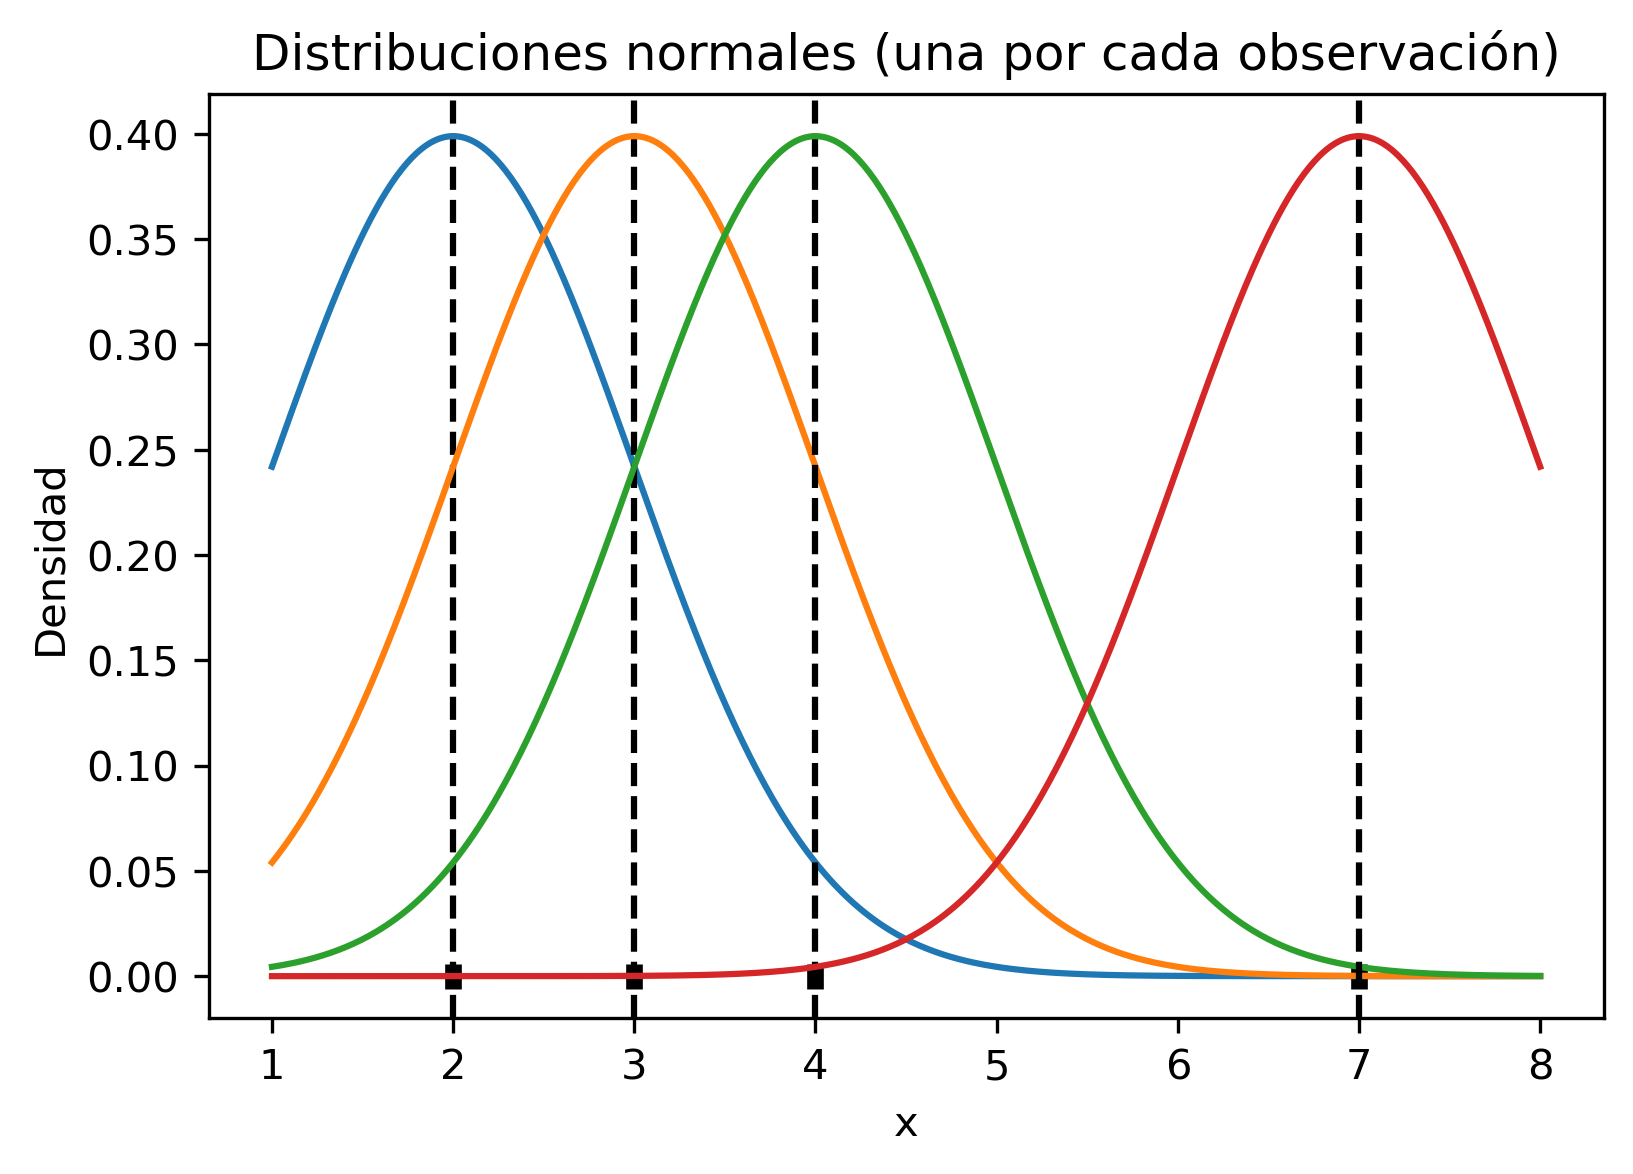 Distribuciones normales (una por cada observación)
0.40
0.35
0.30
0.25
0.20
0.15
0.10
0.05
0.00
Densidad
1 2 3 4 5 6 7 8
x